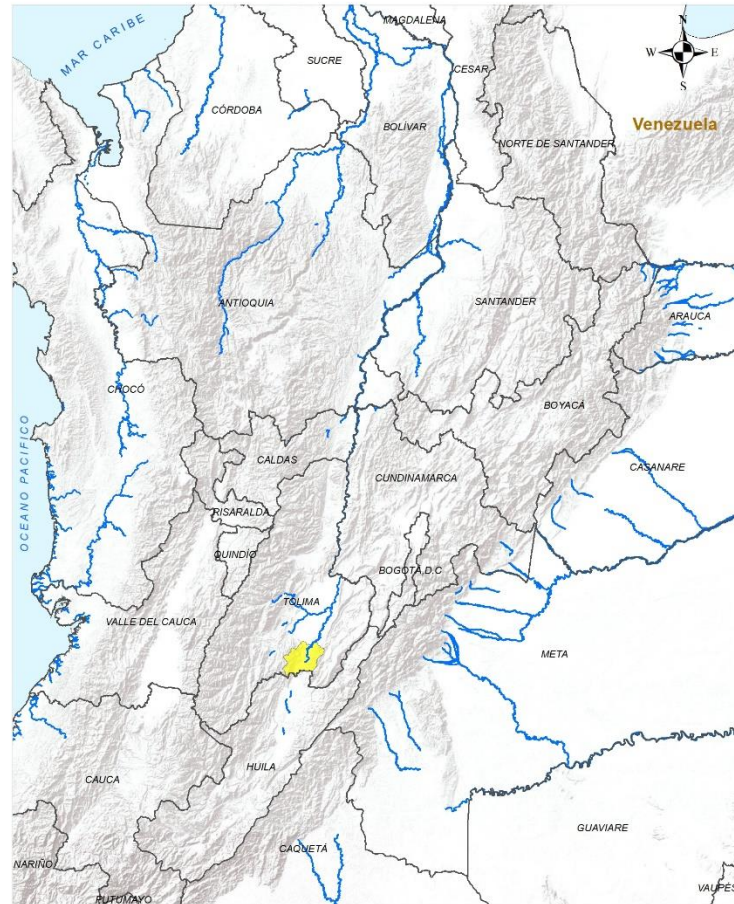 MAGDALENA
N
MAR CARIBE
SUCRE
W
E
CESAR
S
CÓRDOBA
BOLÍVAR
Venezuela
NORTE DE SANTANDER
ANTIOQUIA
SANTANDER
ARAUCA
CROCÓ
BOYACÁ
OCEANO PACIFICO
CALDAS
CASANARE
CUNDINAMARCA
RISARALDA
QUINDÍO
BOGOTÁ, D.C
TOLIMA
VALLE DEL CAUCA
META
HUILA
CAUCA
GUAVIARE
CAQUETÁ
NARIÑO
VAUPÉS
PUTUMAYO